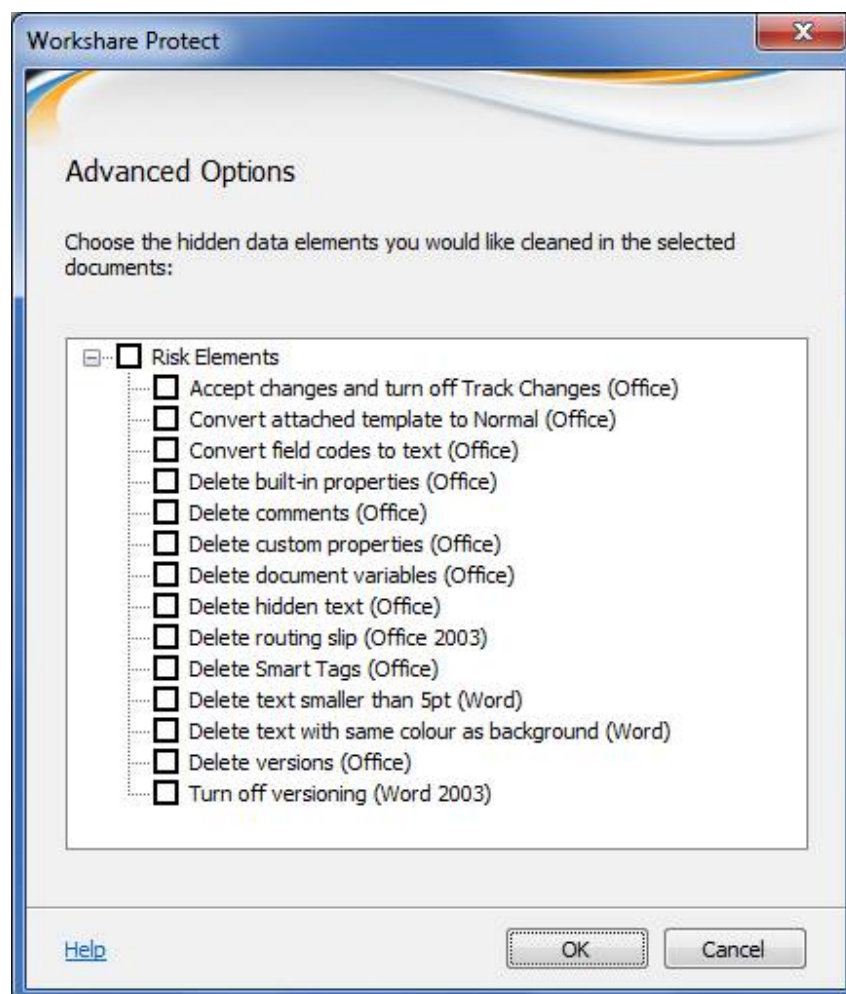 Workshare Protect
Advanced Options
Choose the hidden data elements you would like cleaned in the selected
documents:
Risk Elements
Accept changes and turn off Track Changes (Office)
Convert attached template to Normal (Office)
Convert field codes to text (Office)
Delete built-in properties (Office)
Delete comments (Office)
Delete custom properties (Office)
Delete document variables (Office)
Delete hidden text (Office)
Delete routing slip (Office 2003)
Delete Smart Tags (Office)
Delete text smaller than 5pt (Word)
Delete text with same colour as background (Word)
Delete versions (Office)
Turn off versioning (Word 2003)
Help
OK
Cancel